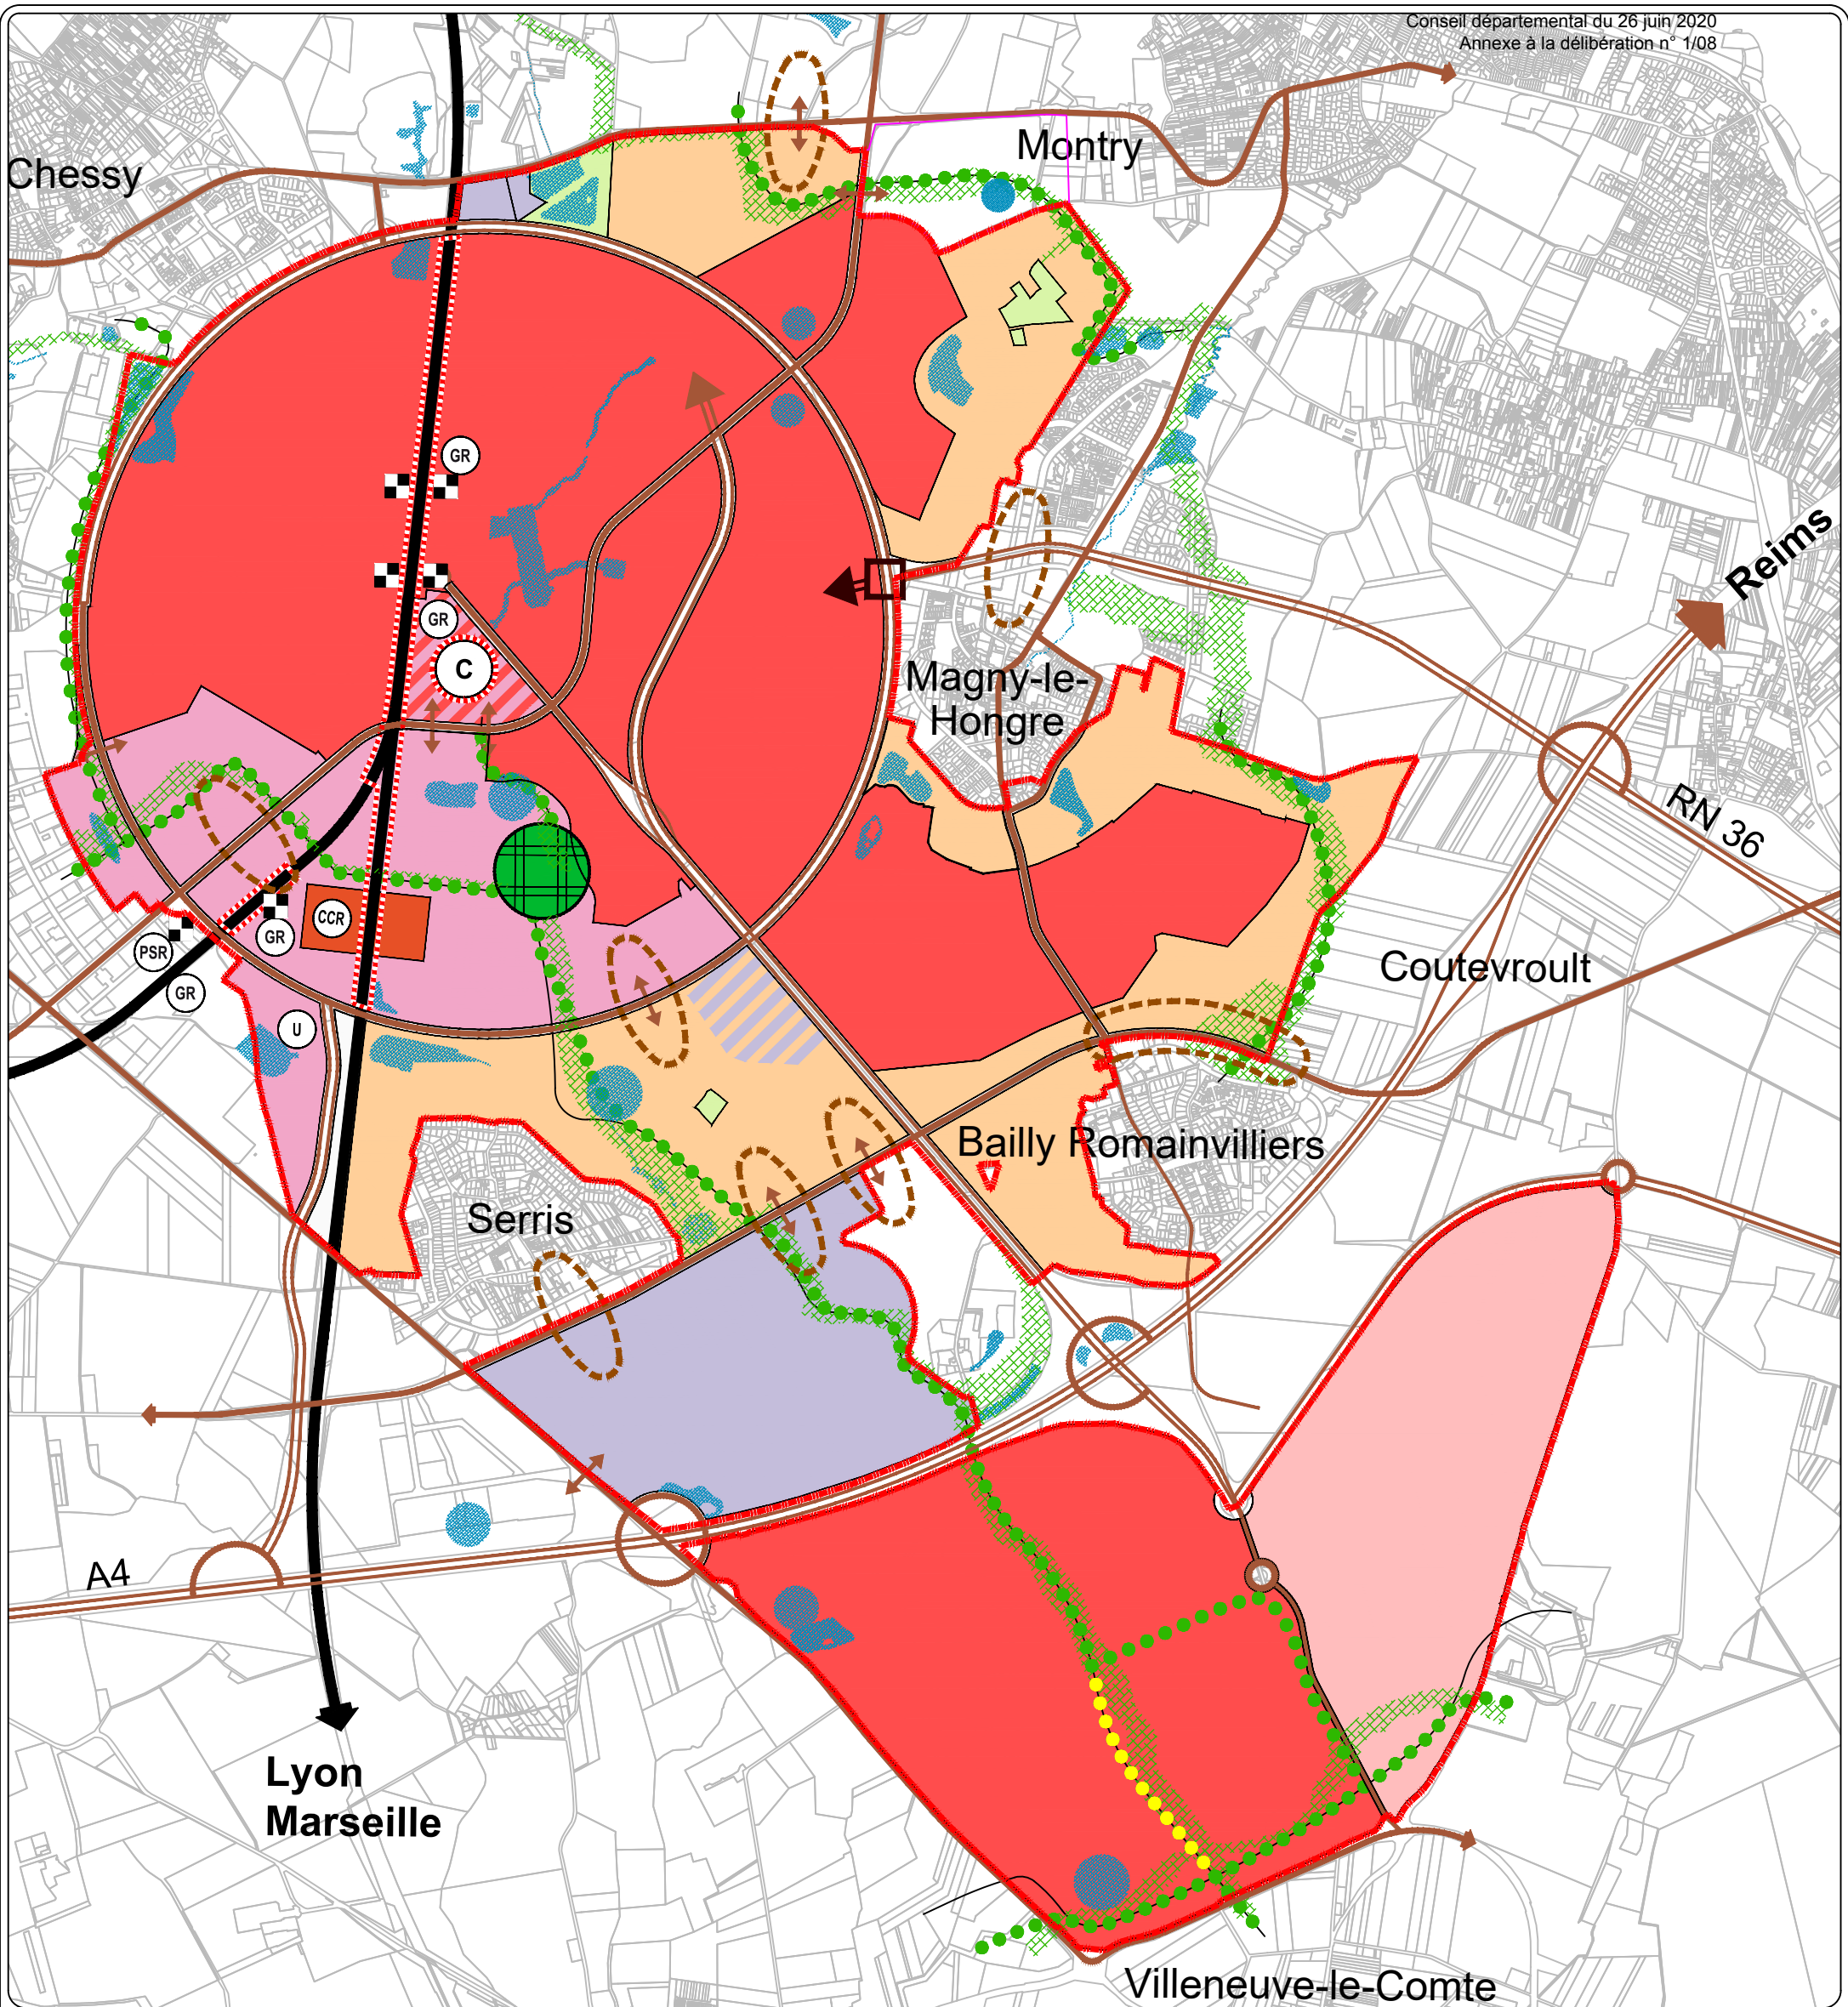 Conseil départemental du 26 juin 2020
Annexe à la délibération n° 1/08
Montry
Chessy
GR
Reims
GR
C
Magny-le-
Hongre
RN 36
CCR
GR
PSR
Coutevroult
GR
U
Bailly Romainvilliers
Serris
A4
Lyon
Marseille
Villeneuve-le-Comte